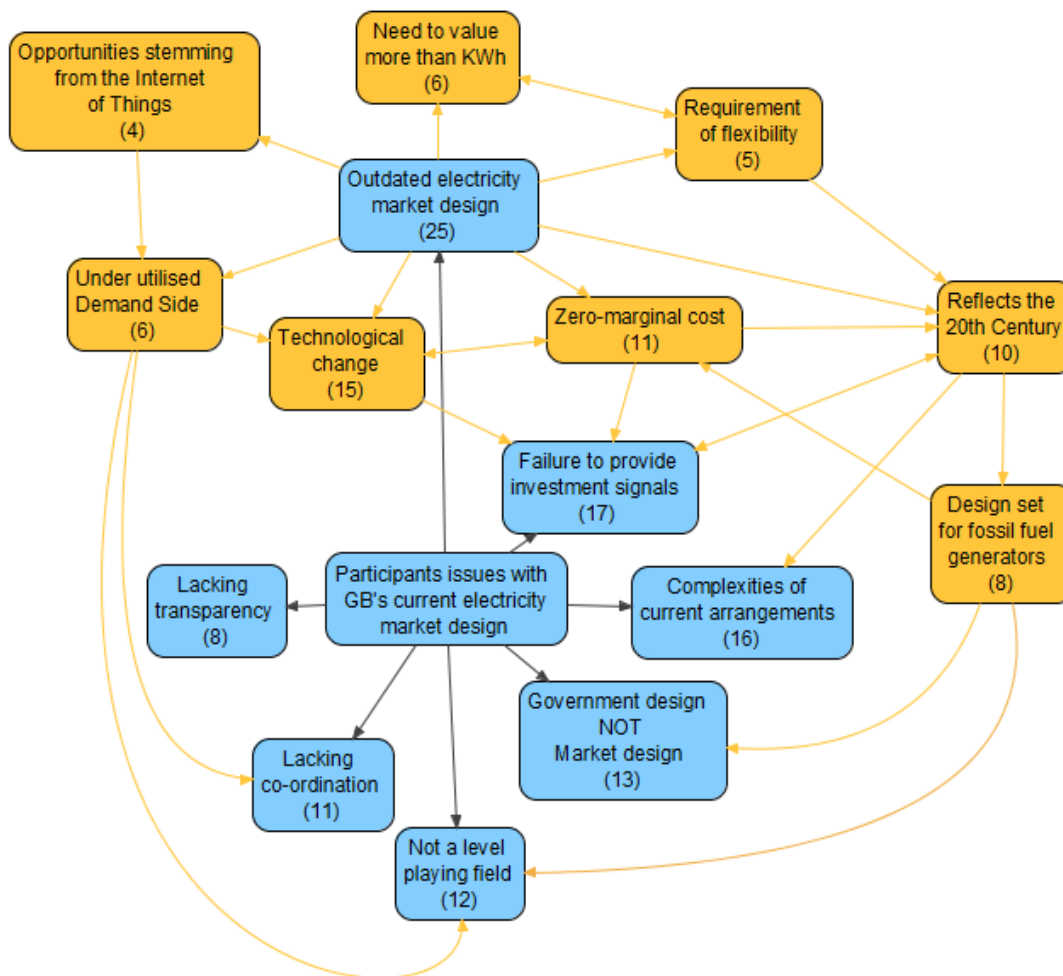 Need to value
more than KWh
(6)
Opportunities stemming
from the Internet
of Things
(4)
Requirement
of flexibility
(5)
Outdated electricity
market design
(25)
Under utilised
Demand Side
(6)
Technological
change
(15)
Zero-marginal cost
(11)
Reflects the
20th Century
(10)
Failure to provide
investment signals
(17)
Design set
for fossil fuel
generators
(8)
Lacking
transparency
(8)
Participants issues with
GB's current electricity
market design
Complexities of
current arrangements
(16)
Government design
NOT
Market design
(13)
Lacking
co-ordination
(11)
Not a level
playing field
(12)